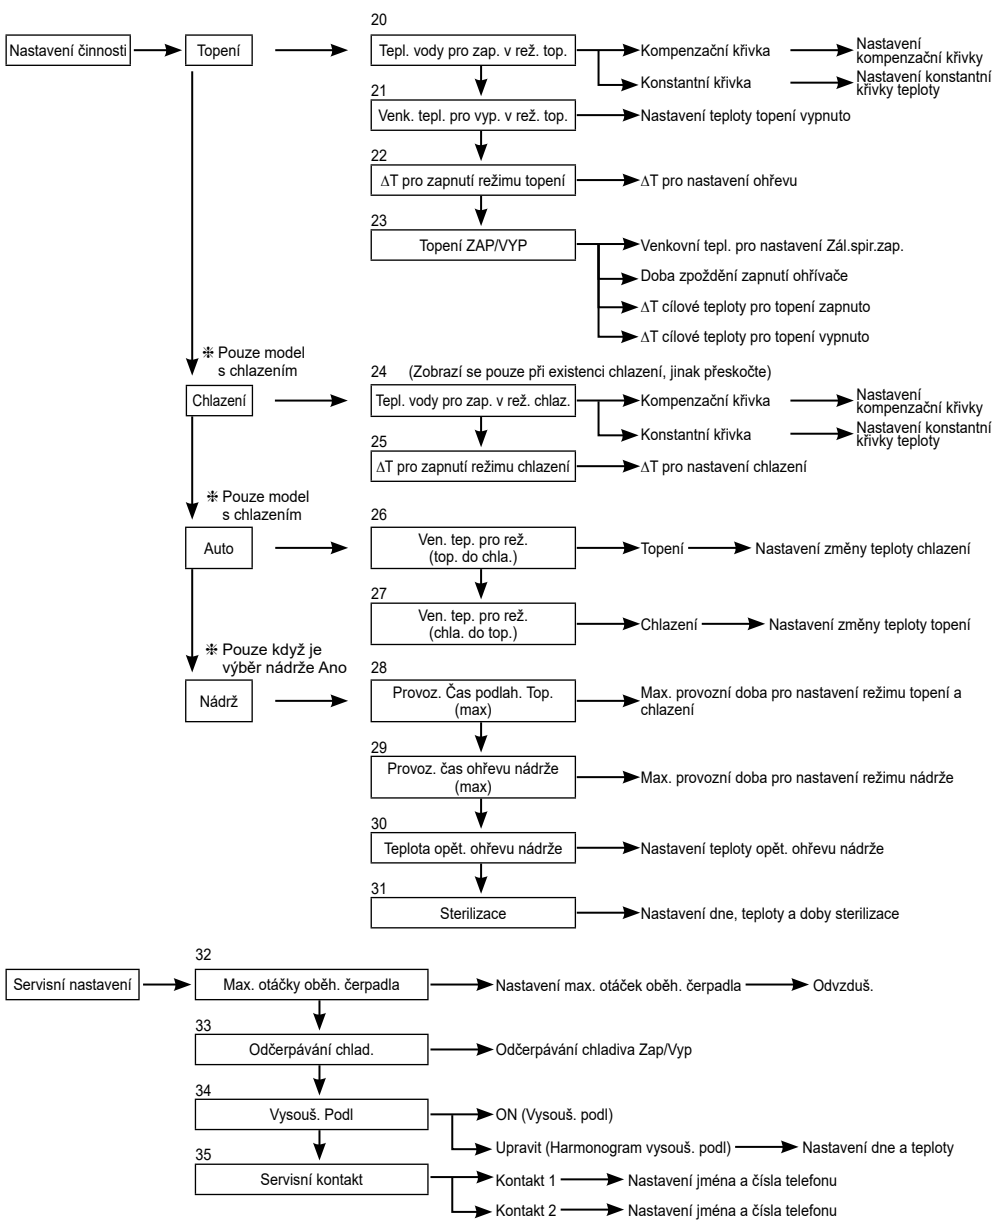 20
Nastavení činnosti
Topení
Tepl. vody pro zap. v rež. top.
Kompenzační křivka
Nastavení
kompenzační křivky
Konstantní křivka
Nastavení konstantní
křivky teploty
21
Venk. tepl. pro vyp. v rež. top.
Nastavení teploty topení vypnuto
22
ΔT pro zapnutí režimu topení
ΔT pro nastavení ohřevu
23
Topení ZAP/VYP
Venkovní tepl. pro nastavení Zál.spir.zap.
Doba zpoždění zapnutí ohřívače
ΔT cílové teploty pro topení zapnuto
ΔT cílové teploty pro topení vypnuto
❈ Pouze model
s chlazením
24 (Zobrazí se pouze při existenci chlazení, jinak přeskočte)
Chlazení
Tepl. vody pro zap. v rež. chlaz.
Kompenzační křivka
Nastavení
kompenzační křivky
Konstantní křivka
Nastavení konstantní
křivky teploty
25
ΔT pro zapnutí režimu chlazení
ΔT pro nastavení chlazení
❈ Pouze model
s chlazením
26
Auto
Ven. tep. pro rež.
(top. do chla.)
Topení
Nastavení změny teploty chlazení
27
Ven. tep. pro rež.
(chla. do top.)
Chlazení
Nastavení změny teploty topení
❈ Pouze když je
výběr nádrže Ano
28
Nádrž
Provoz. Čas podlah. Top.
(max)
Max. provozní doba pro nastavení režimu topení a
chlazení
29
Provoz. čas ohřevu nádrže
(max)
Max. provozní doba pro nastavení režimu nádrže
30
Teplota opět. ohřevu nádrže
Nastavení teploty opět. ohřevu nádrže
31
Sterilizace
Nastavení dne, teploty a doby sterilizace
32
Servisní nastavení
Max. otáčky oběh. čerpadla
Nastavení max. otáček oběh. čerpadla
Odvzduš.
33
Odčerpávání chlad.
Odčerpávání chladiva Zap/Vyp
34
Vysouš. Podl
ON (Vysouš. podl)
Upravit (Harmonogram vysouš. podl)
Nastavení dne a teploty
35
Servisní kontakt
Kontakt 1
Nastavení jména a čísla telefonu
Kontakt 2
Nastavení jména a čísla telefonu